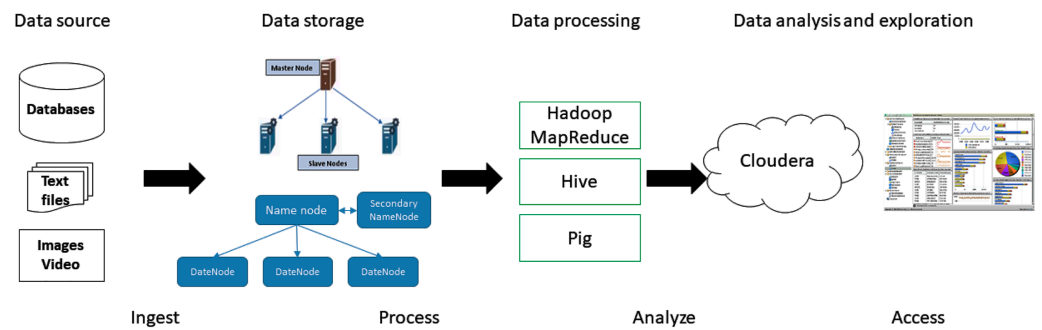 Data source
Data storage
Data processing
Data analysis and exploration
Databases
Text
files
Images
Video
Master Node
Slave Nodes
Name node
Secondary
NameNode
DateNode
DateNode
DateNode
Hadoop
MapReduce
Hive
Pig
Cloudera
Ingest
Process
Analyze
Access